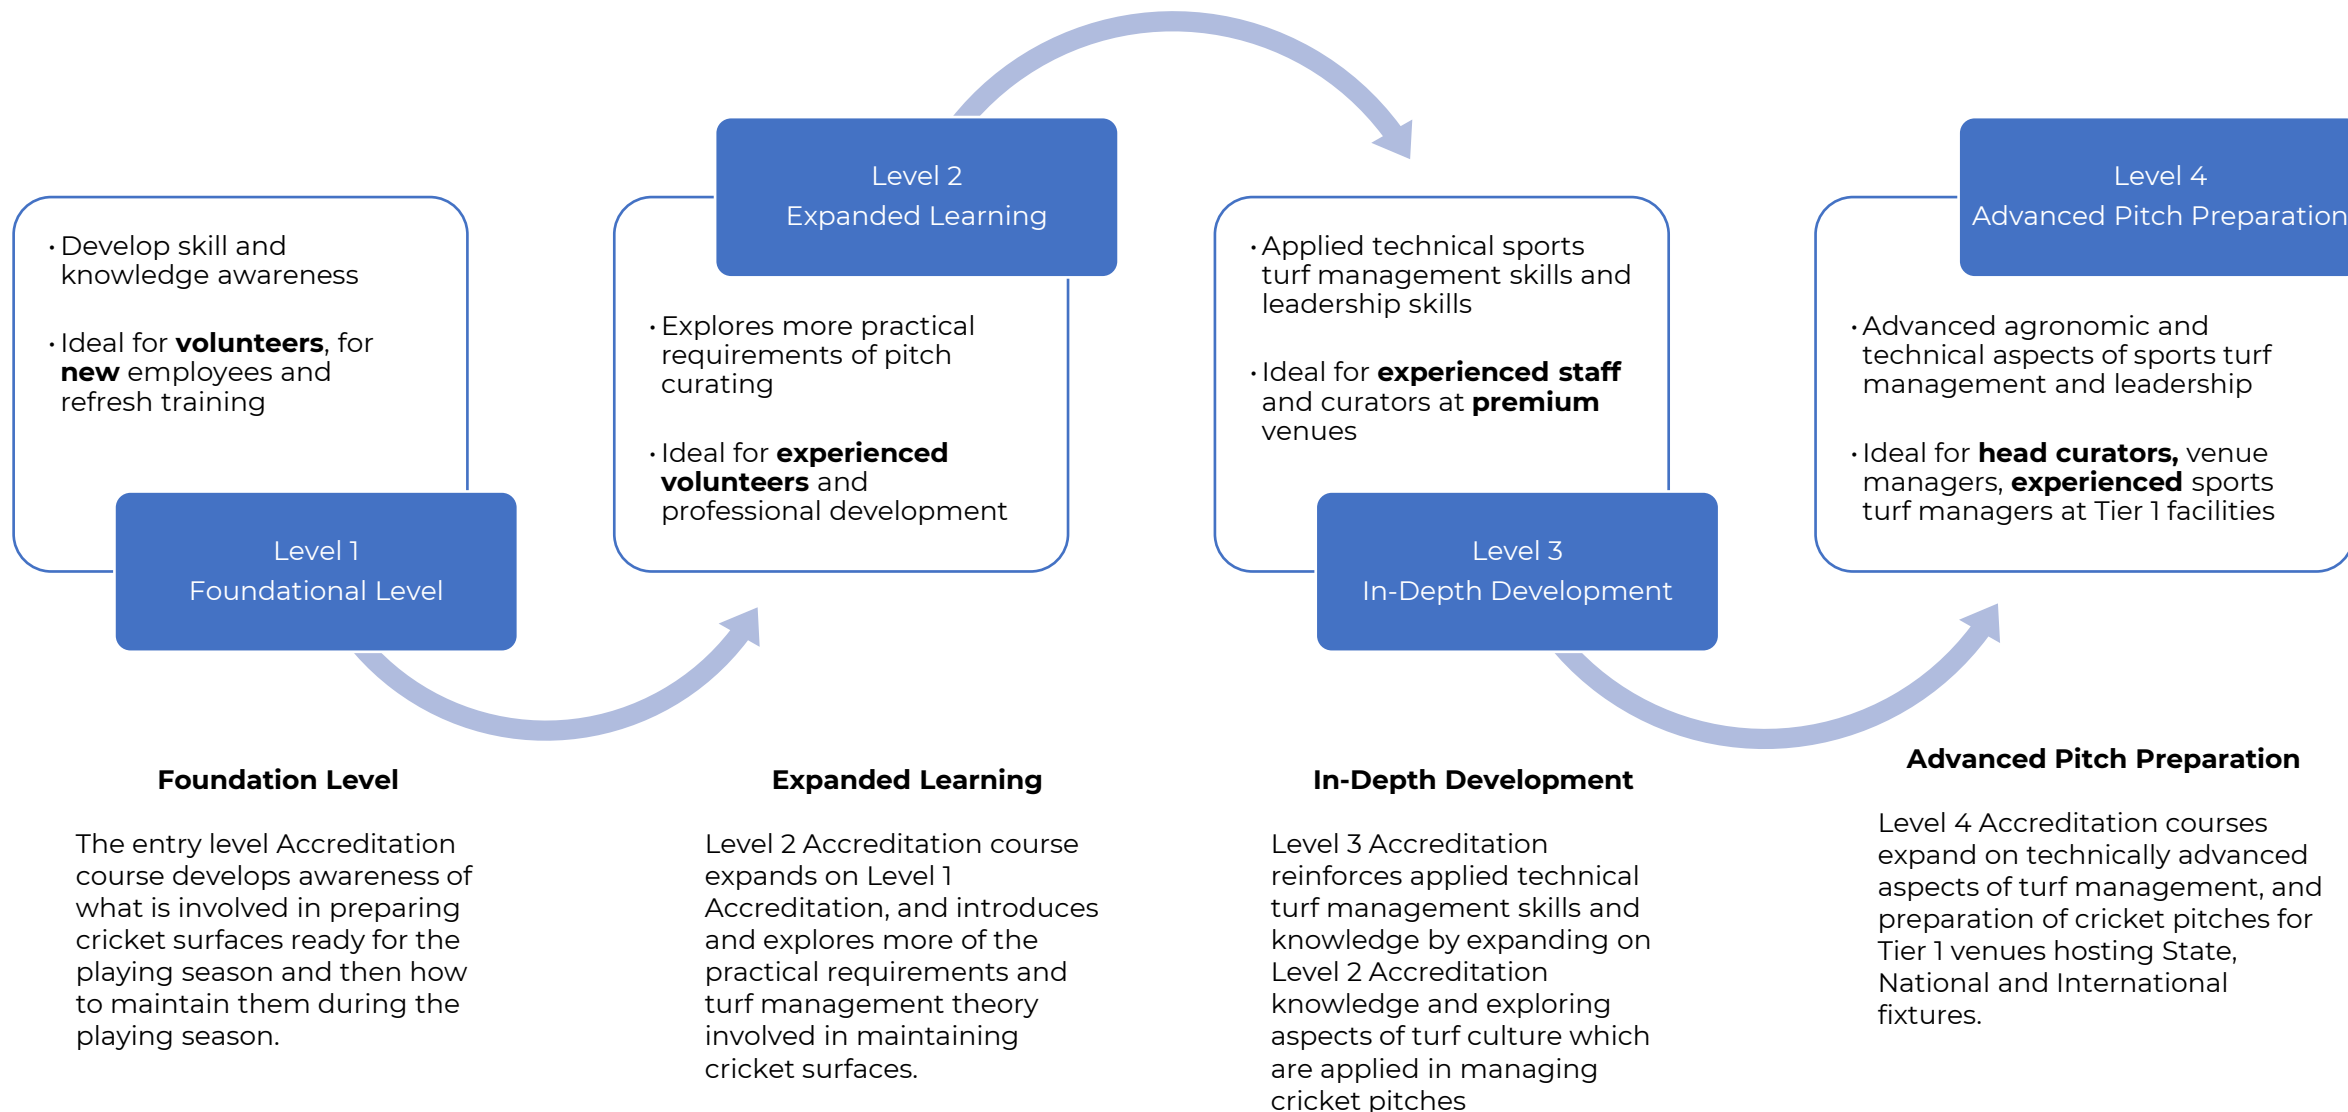 · Develop skill and
knowledge awareness
· Ideal for volunteers, for
new employees and
refresh training
Level 1
Foundational Level
Level 2
Expanded Learning
· Explores more practical
requirements of pitch
curating
· Ideal for experienced
volunteers and
professional development
· Applied technical sports
turf management skills and
leadership skills
· Ideal for experienced staff
and curators at premium
venues
Level 3
In-Depth Development
Level 4
Advanced Pitch Preparation
· Advanced agronomic and
technical aspects of sports turf
management and leadership
· Ideal for head curators, venue
managers, experienced sports
turf managers at Tier 1 facilities
Foundation Level
The entry level Accreditation
course develops awareness of
what is involved in preparing
cricket surfaces ready for the
playing season and then how
to maintain them during the
playing season.
Expanded Learning
Level 2 Accreditation course
expands on Level 1
Accreditation, and introduces
and explores more of the
practical requirements and
turf management theory
involved in maintaining
cricket surfaces.
In-Depth Development
Level 3 Accreditation
reinforces applied technical
turf management skills and
knowledge by expanding on
Level 2 Accreditation
knowledge and exploring
aspects of turf culture which
are applied in managing
cricket pitches
Advanced Pitch Preparation
Level 4 Accreditation courses
expand on technically advanced
aspects of turf management, and
preparation of cricket pitches for
Tier 1 venues hosting State,
National and International
fixtures.